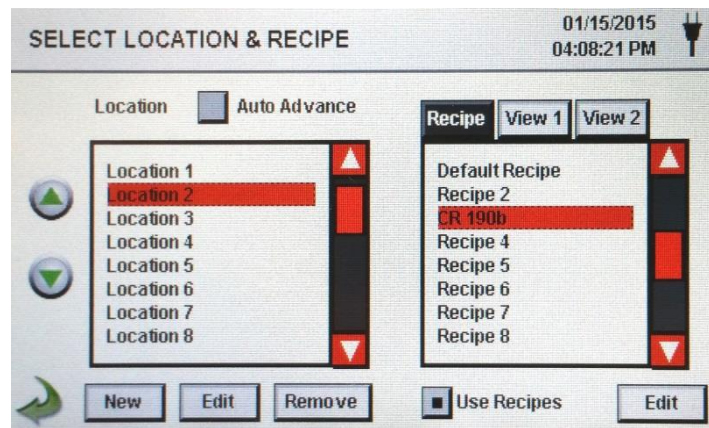 SELECT LOCATION & RECIPE
01/15/2015
04:08:21 PM
Location
Auto Advance
Recipe
View 1
View 2
Location 1
Location 2
Location 3
Location 4
Location 5
Location 6
Location 7
Location 8
Default Recipe
Recipe 2
CR 190b
Recipe 4
Recipe 5
Recipe 6
Recipe 7
Recipe 8
New
Edit
Remove
Use Recipes
Edit